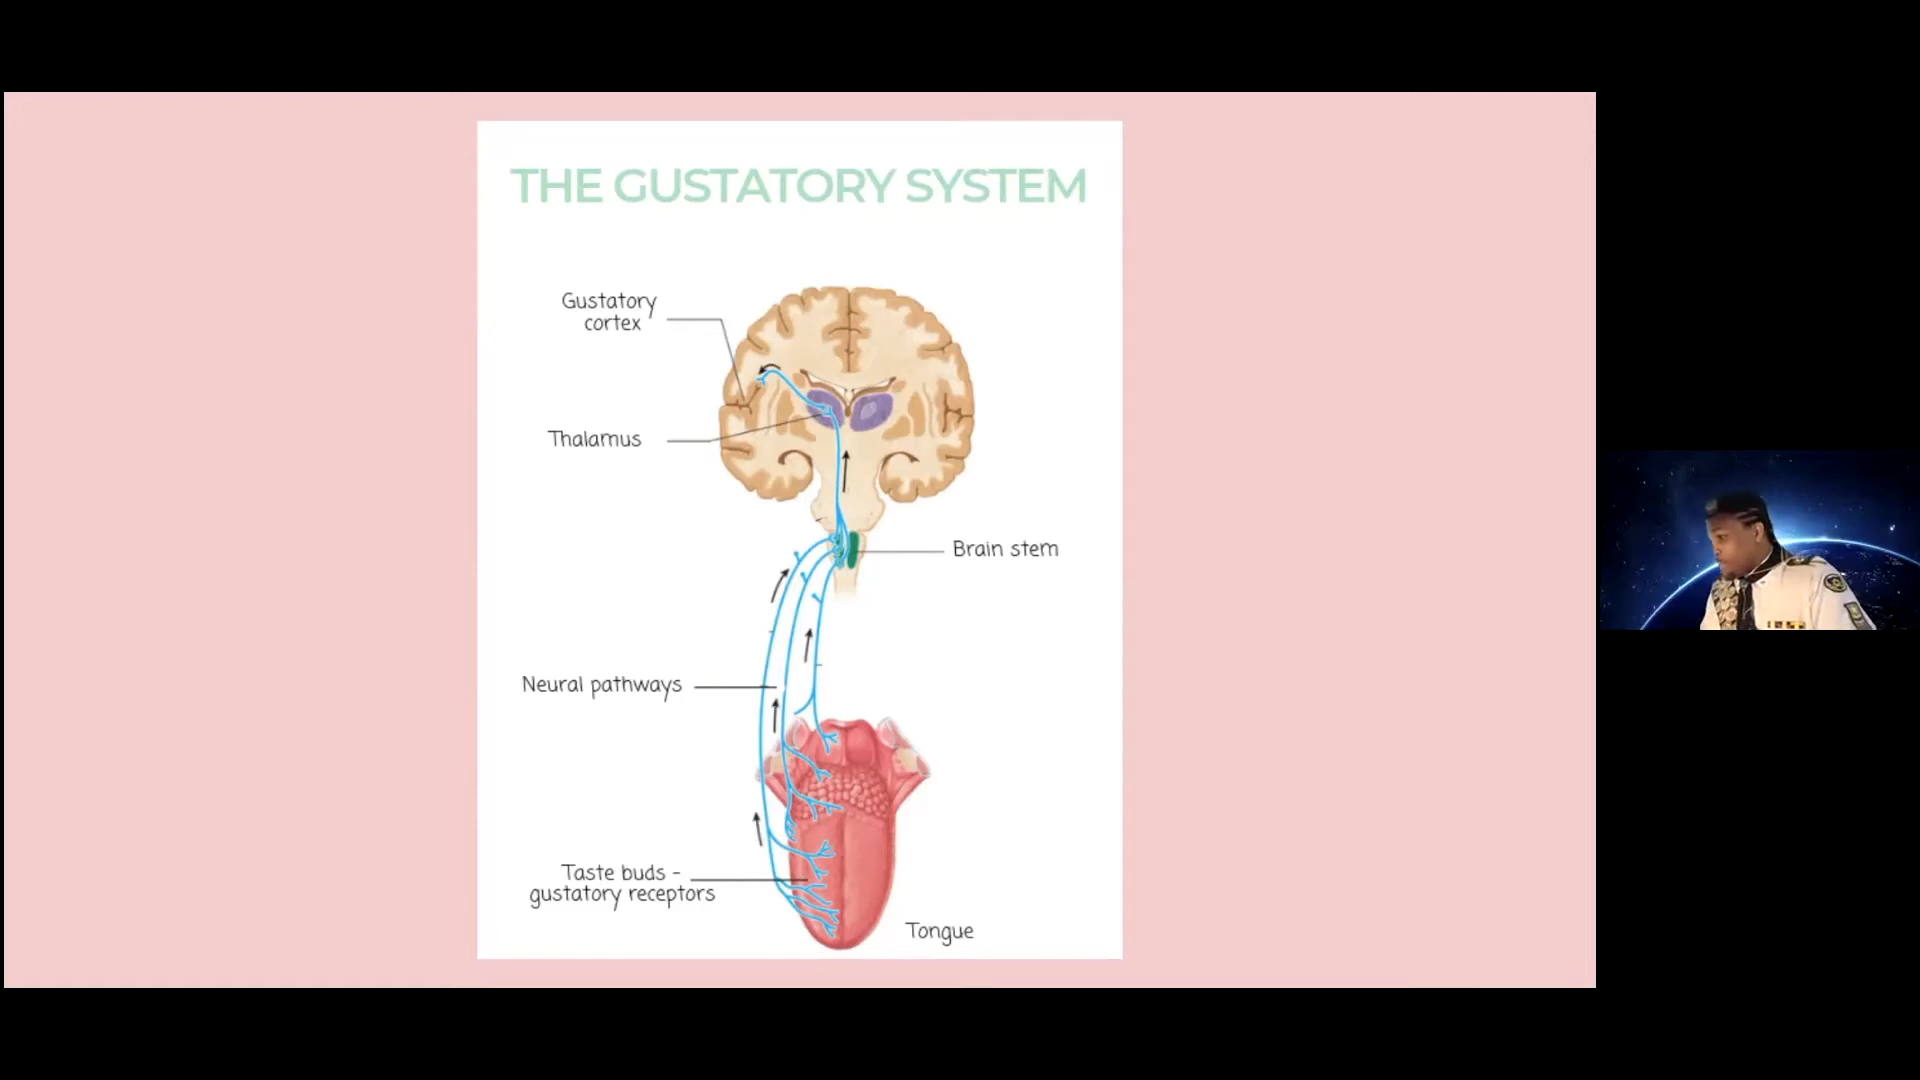 THE GUSTATORY SYSTEM
Gustatory
cortex
Thalamus
Brain stem
Neural pathways
Taste buds -
gustatory receptors
Tongue